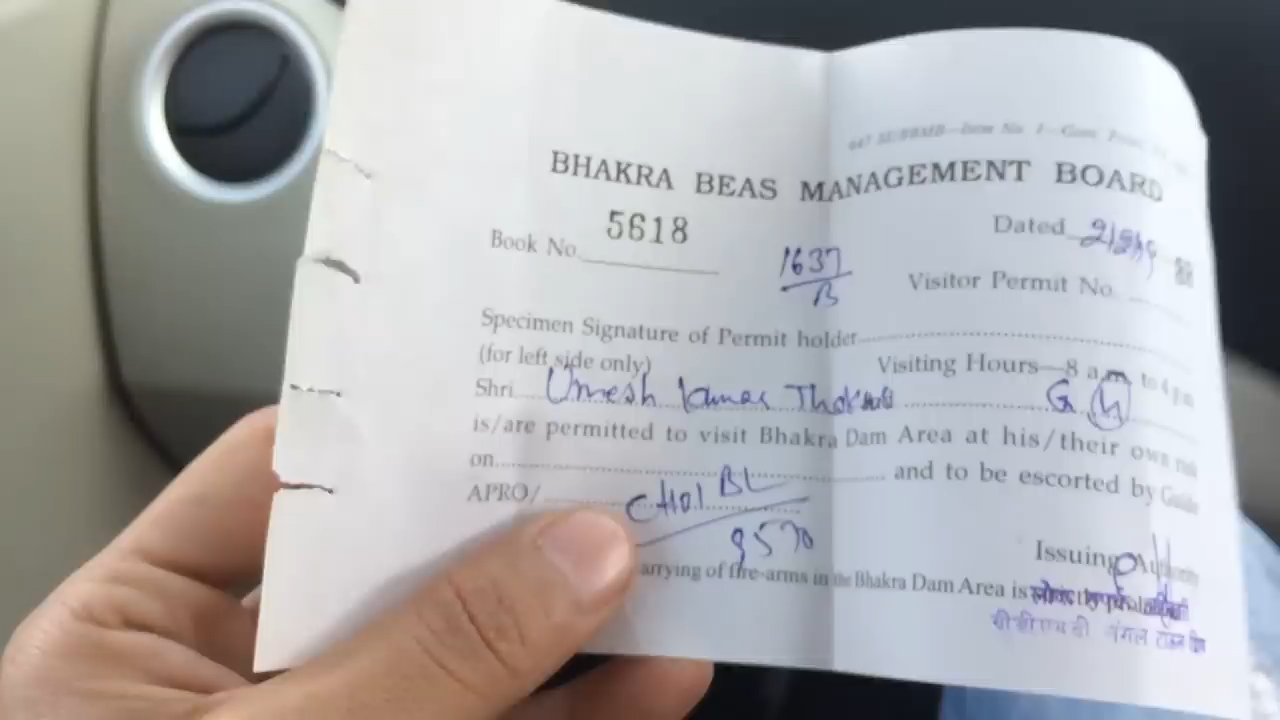 BHAKRA BEAS MANAGEMENT BOARD
Book No. 5618
Dated
1637/B
Visitor Permit No.
Specimen Signature of Permit holder
(for left side only)
Visiting Hours—8 a.m. to 4 p.m
Shri Umesh Kumar
is/are permitted to visit Bhakra Dam Area at his/their own risk
on and to be escorted by Guide
APRO/ CH01 BL
9570
Issuing Authority
arrying of fire-arms in the Bhakra Dam Area is
नंगल